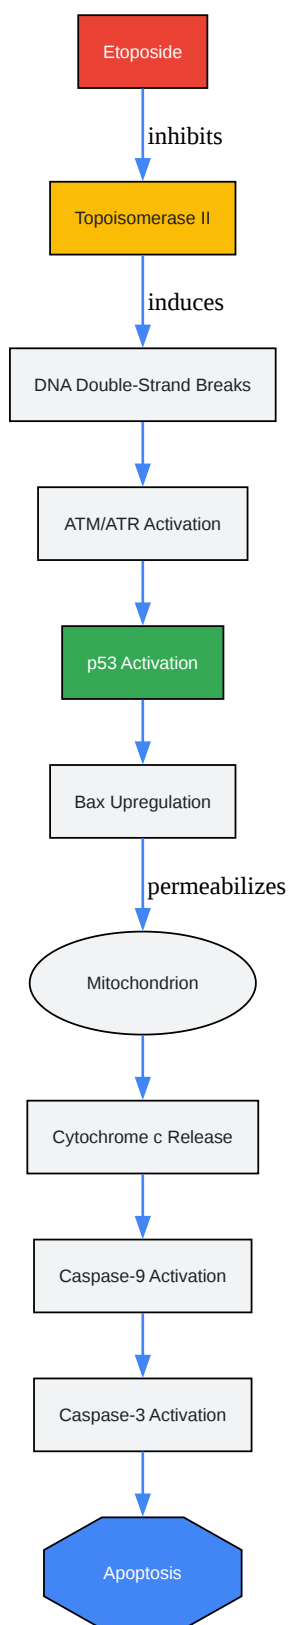 Etoposide
inhibits
Topoisomerase II
induces
DNA Double-Strand Breaks
ATM/ATR Activation
p53 Activation
Bax Upregulation
permeabilizes
Mitochondrion
Cytochrome c Release
Caspase-9 Activation
Caspase-3 Activation
Apoptosis